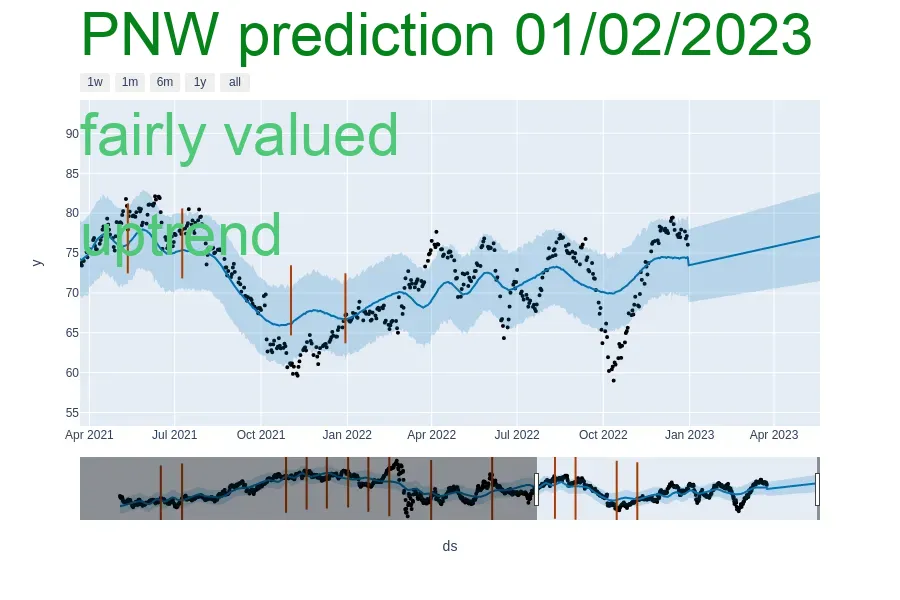 PNW prediction 01/02/2023
1w 1m 6m 1y all
fairly valued
uptrend
90
85
80
75
70
65
60
55
y
Apr 2021 Jul 2021 Oct 2021 Jan 2022 Apr 2022 Jul 2022 Oct 2022 Jan 2023 Apr 2023
ds